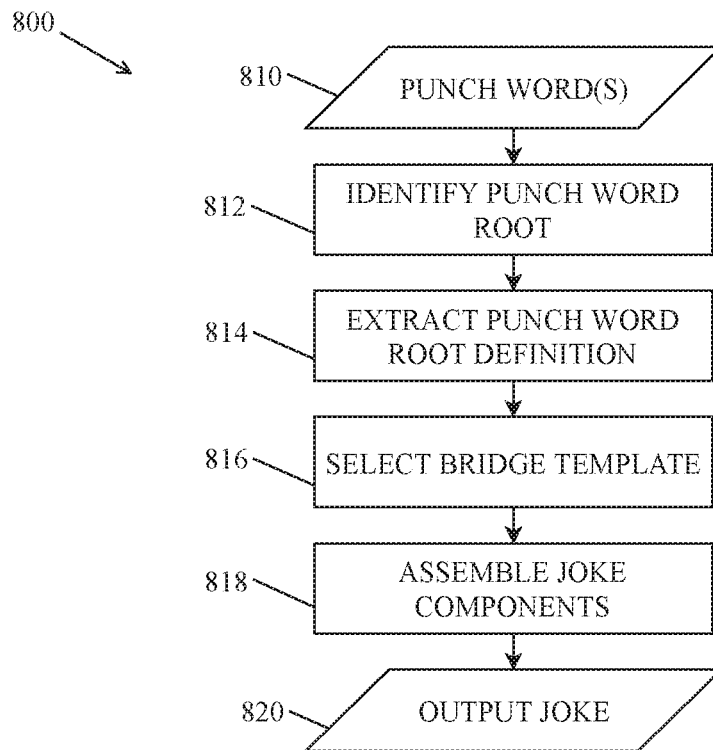 800
810
PUNCH WORD(S)
812
IDENTIFY PUNCH WORD
ROOT
814
EXTRACT PUNCH WORD
ROOT DEFINITION
816
SELECT BRIDGE TEMPLATE
818
ASSEMBLE JOKE
COMPONENTS
820
OUTPUT JOKE